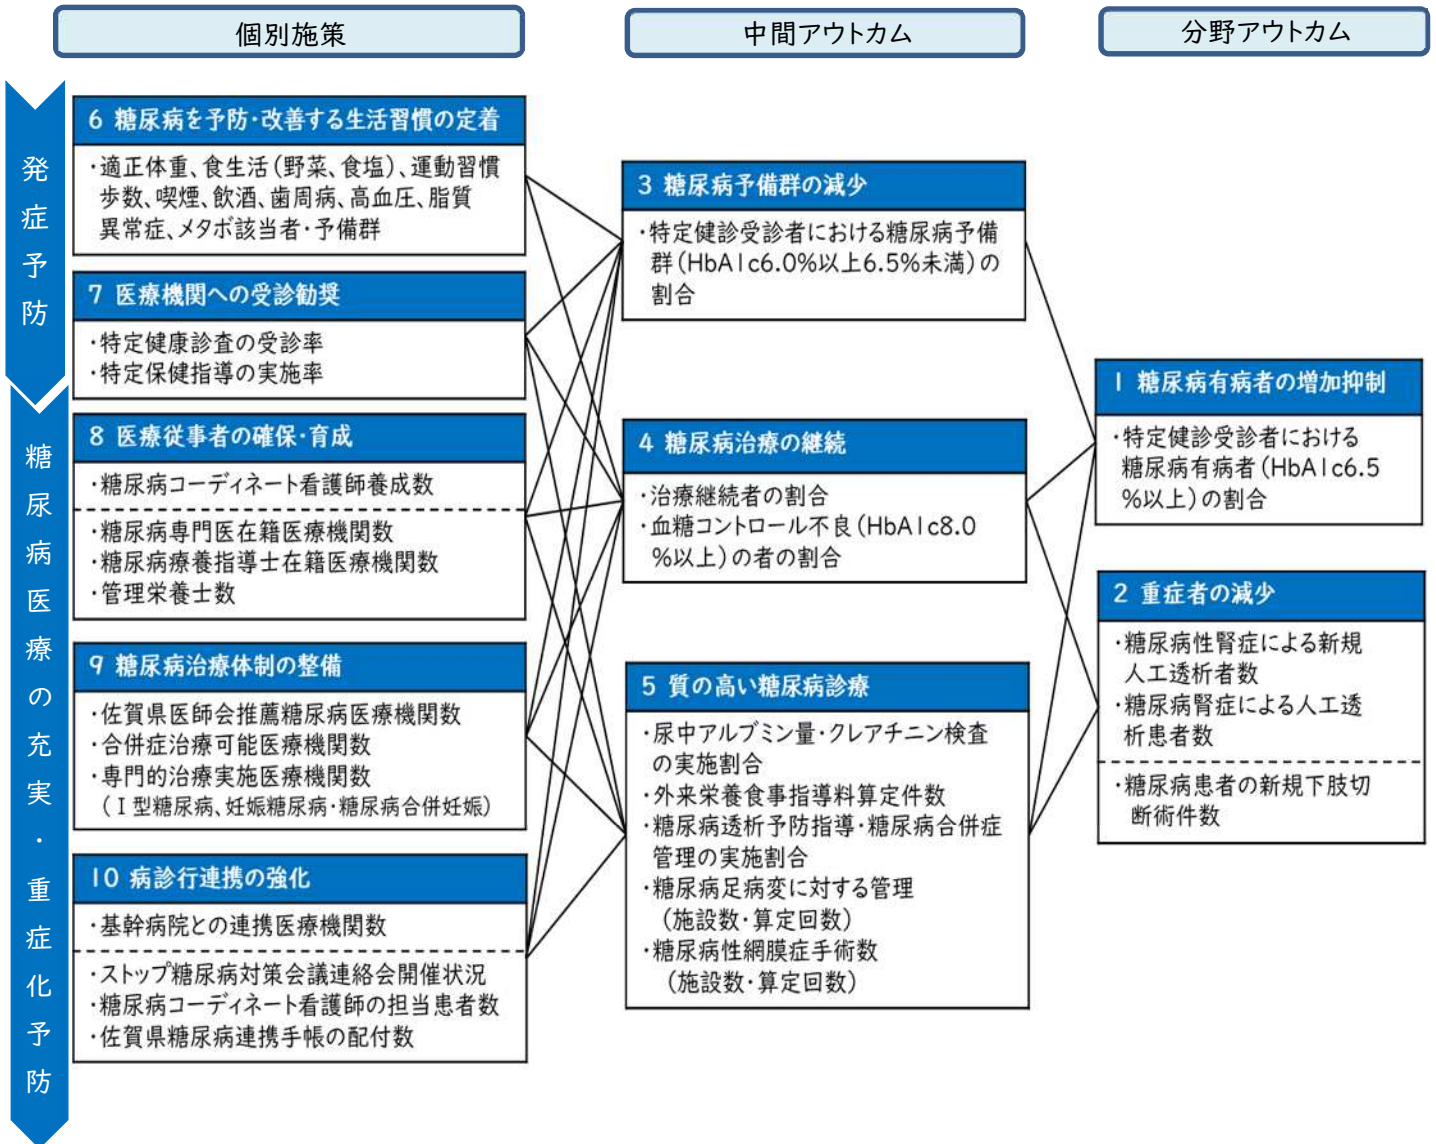 個別施策
中間アウトカム
分野アウトカム
発症予防
糖尿病医療の充実・重症化予防
6 糖尿病を予防・改善する生活習慣の定着
・適正体重、食生活(野菜、食塩)、運動習慣
歩数、喫煙、飲酒、歯周病、高血圧、脂質
異常症、メタボ該当者・予備群
7 医療機関への受診勧奨
・特定健康診査の受診率
・特定保健指導の実施率
8 医療従事者の確保・育成
・糖尿病コーディネート看護師養成数
・糖尿病専門医在籍医療機関数
・糖尿病療養指導士在籍医療機関数
・管理栄養士数
9 糖尿病治療体制の整備
・佐賀県医師会推薦糖尿病医療機関数
・合併症治療可能医療機関数
・専門的治療実施医療機関数
(1型糖尿病、妊娠糖尿病・糖尿病合併妊娠)
10 病診行連携の強化
・基幹病院との連携医療機関数
・ストップ糖尿病対策会議連絡会開催状況
・糖尿病コーディネート看護師の担当患者数
・佐賀県糖尿病連携手帳の配付数
3 糖尿病予備群の減少
・特定健診受診者における糖尿病予備
群(HbA1c6.0%以上6.5%未満)の
割合
4 糖尿病治療の継続
・治療継続者の割合
・血糖コントロール不良(HbA1c8.0
%以上)の者の割合
5 質の高い糖尿病診療
・尿中アルブミン量・クレアチニン検査
の実施割合
・外来栄養食事指導料算定件数
・糖尿病透析予防指導・糖尿病合併症
管理の実施割合
・糖尿病足病変に対する管理
(施設数・算定回数)
・糖尿病性網膜症手術数
(施設数・算定回数)
1 糖尿病有病者の増加抑制
・特定健診受診者における
糖尿病有病者(HbA1c6.5
%以上)の割合
2 重症者の減少
・糖尿病性腎症による新規
人工透析者数
・糖尿病腎症による人工透
析患者数
・糖尿病患者の新規下肢切
断術件数